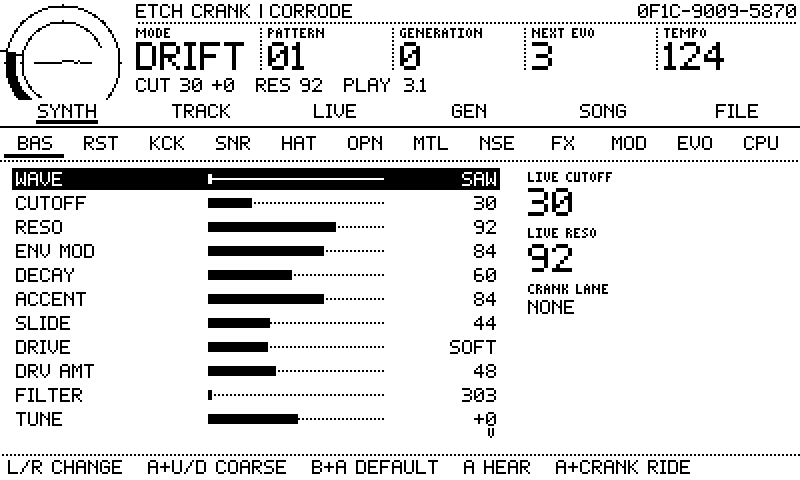 ETCH CRANK | CORRODE 0F1C-9009-5870
MODE PATTERN GENERATION NEXT EVO TEMPO
DRIFT 01 0 3 124
CUT 30 +0 RES 92 PLAY 3.1
SYNTH TRACK LIVE GEN SONG FILE
BAS RST KCK SNR HAT OPN MTL NSE FX MOD EVO CPU
WAVE SAW
CUTOFF 30
RESO 92
ENV MOD 84
DECAY 60
ACCENT 84
SLIDE 44
DRIVE SOFT
DRV AMT 48
FILTER 303
TUNE +0
LIVE CUTOFF
30
LIVE RESO
92
CRANK LANE
NONE
L/R CHANGE A+U/D COARSE B+A DEFAULT A HEAR A+CRANK RIDE